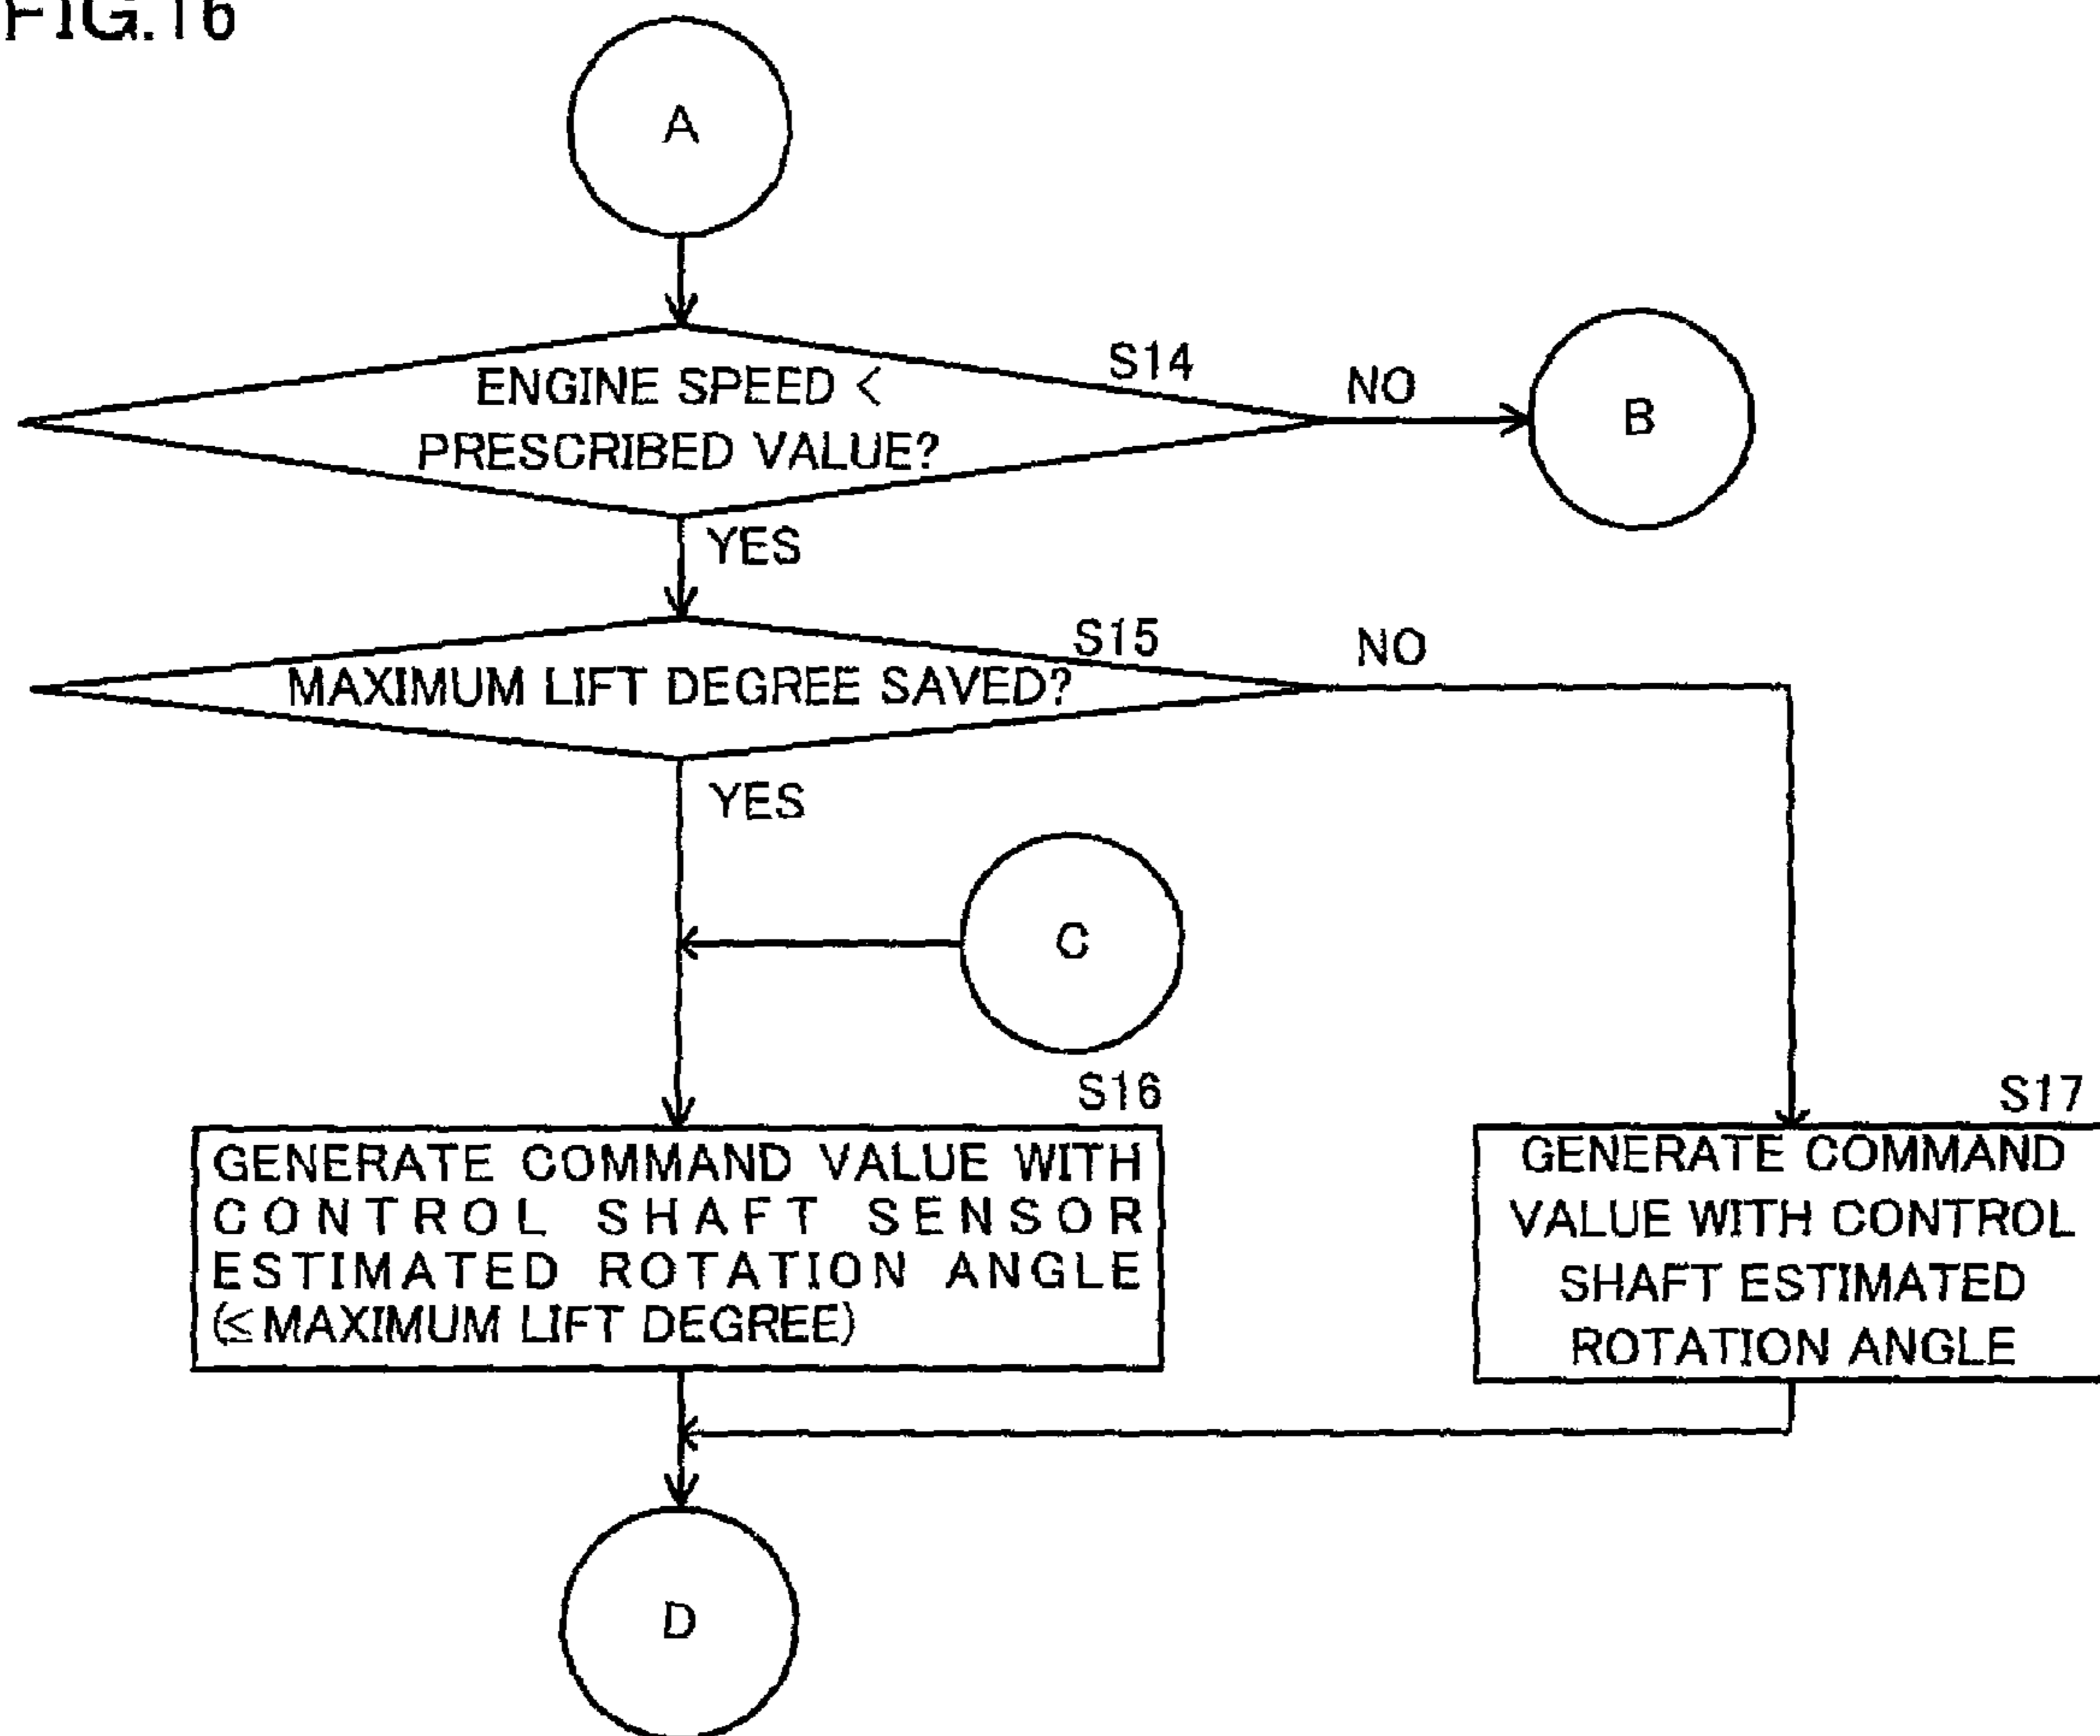 FIG.16
A
S14
ENGINE SPEED <
PRESCRIBED VALUE?
NO
B
YES
S15
MAXIMUM LIFT DEGREE SAVED?
NO
YES
C
S16
GENERATE COMMAND VALUE WITH
CONTROL SHAFT SENSOR
ESTIMATED ROTATION ANGLE
(≤MAXIMUM LIFT DEGREE)
S17
GENERATE COMMAND
VALUE WITH CONTROL
SHAFT ESTIMATED
ROTATION ANGLE
D